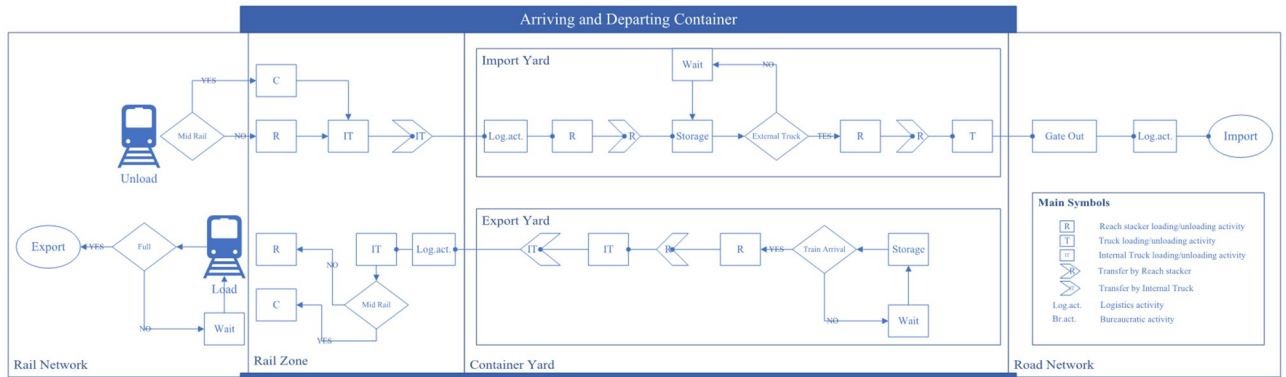 Arriving and Departing Container
Import Yard
Wait
NO
YES
C
Mid Rail
NO
R
IT
IT
Log.act.
R
R
Storage
External Truck
TES
R
R
T
Gate Out
Log.act.
Import
Unload
Export Yard
Main Symbols
R Reach stacker loading/unloading activity
T Truck loading/unloading activity
IT Internal Truck loading/unloading activity
R Transfer by Reach stacker
Transfer by Internal Truck
Log.act. Logistics activity
Br.act. Bureaucratic activity
Export
YES
Full
Load
NO
Wait
R
NO
IT
Log.act.
IT
IT
R
R
YES
Train Arrival
Storage
C
Mid Rail
YES
NO
Wait
Rail Network
Rail Zone
Container Yard
Road Network